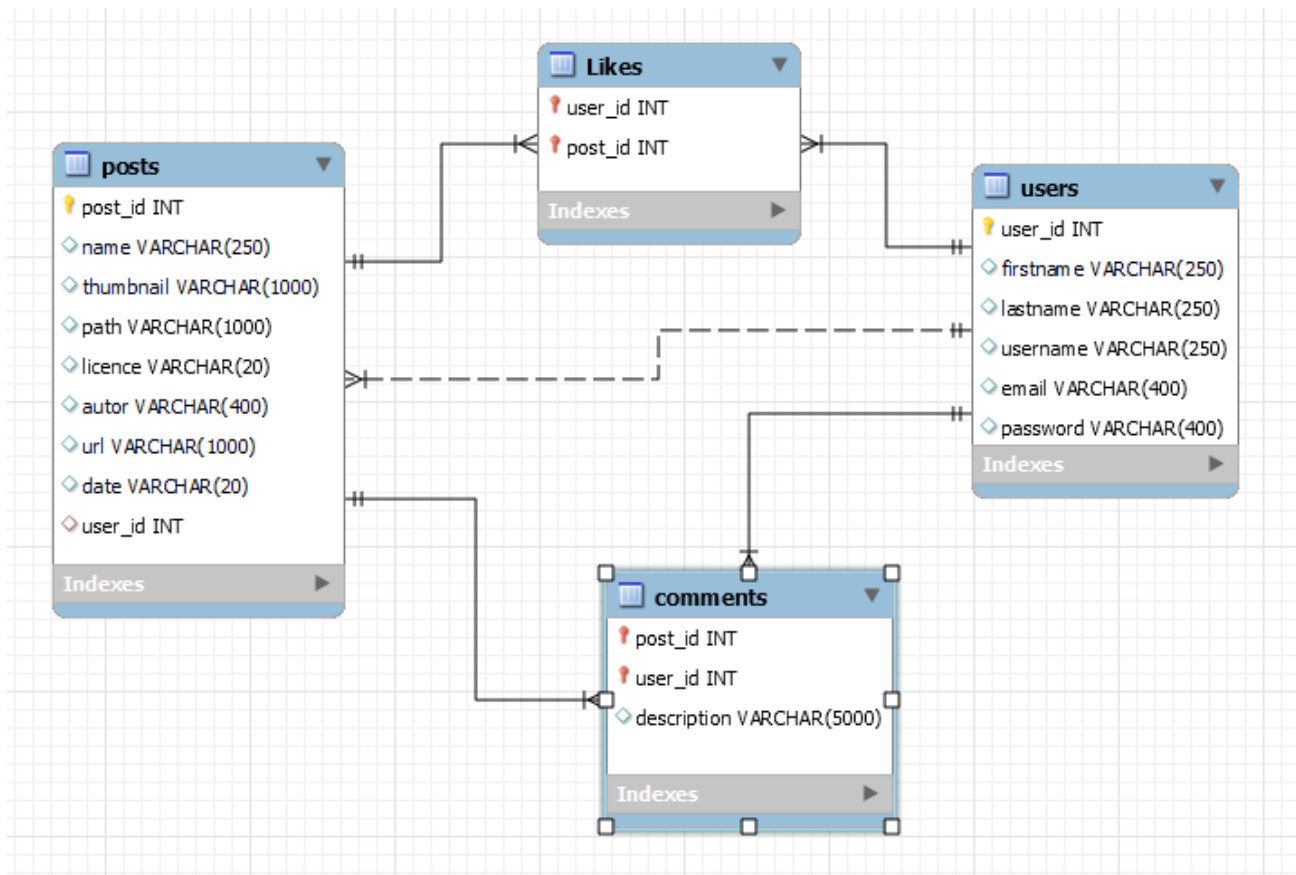 Likes
user_id INT
post_id INT
Indexes
posts
post_id INT
name VARCHAR(250)
thumbnail VARCHAR(1000)
path VARCHAR(1000)
licence VARCHAR(20)
autor VARCHAR(400)
url VARCHAR(1000)
date VARCHAR(20)
user_id INT
Indexes
users
user_id INT
firstname VARCHAR(250)
lastname VARCHAR(250)
username VARCHAR(250)
email VARCHAR(400)
password VARCHAR(400)
Indexes
comments
post_id INT
user_id INT
description VARCHAR(5000)
Indexes